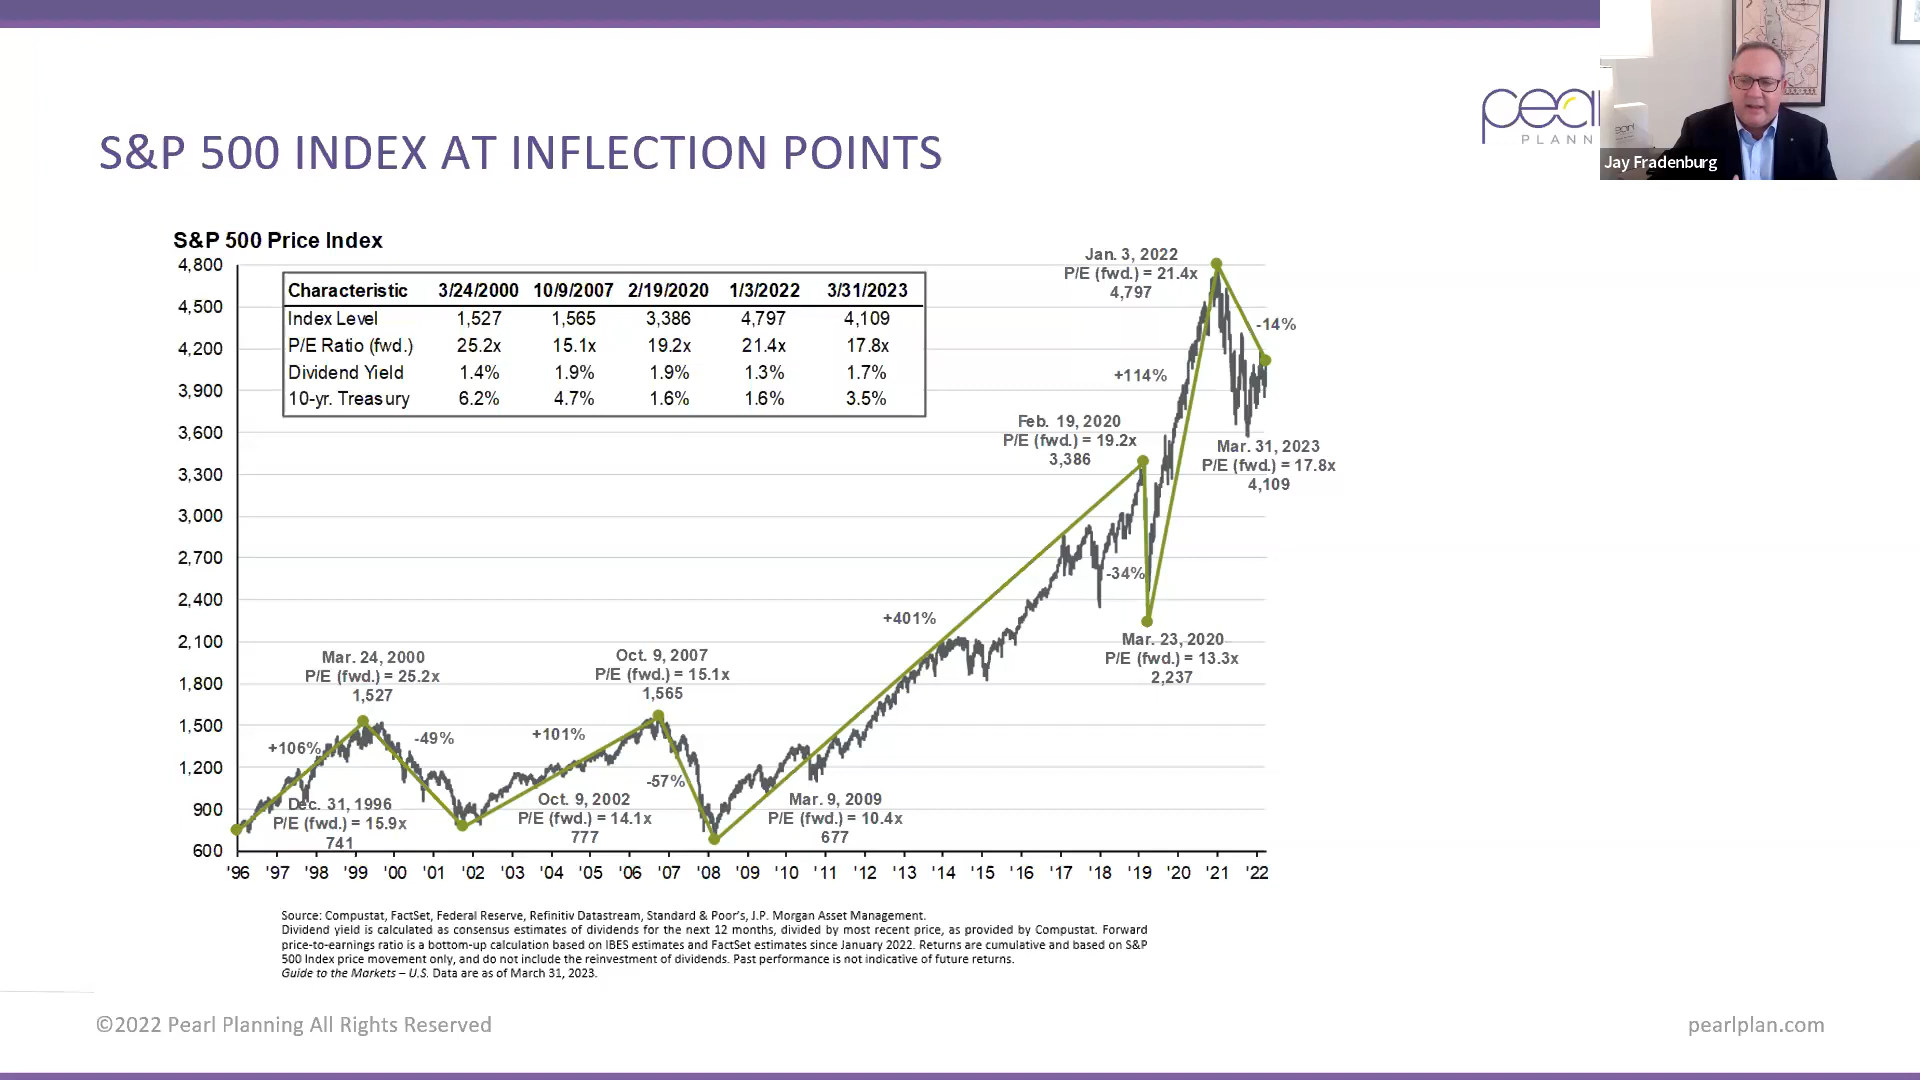 S&P 500 INDEX AT INFLECTION POINTS
PLANN
Jay Fradenburg
S&P 500 Price Index
4,800
4,500
4,200
3,900
3,600
3,300
3,000
2,700
2,400
2,100
1,800
1,500
1,200
900
600
Characteristic 3/24/2000 10/9/2007 2/19/2020 1/3/2022 3/31/2023
Index Level 1,527 1,565 3,386 4,797 4,109
P/E Ratio (fwd.) 25.2x 15.1x 19.2x 21.4x 17.8x
Dividend Yield 1.4% 1.9% 1.9% 1.3% 1.7%
10-yr. Treasury 6.2% 4.7% 1.6% 1.6% 3.5%
Jan. 3, 2022
P/E (fwd.) = 21.4x
4,797
-14%
+114%
Feb. 19, 2020
P/E (fwd.) = 19.2x
3,386
Mar. 31, 2023
P/E (fwd.) = 17.8x
4,109
-34%
+401%
Mar. 23, 2020
P/E (fwd.) = 13.3x
2,237
Mar. 24, 2000
P/E (fwd.) = 25.2x
1,527
Oct. 9, 2007
P/E (fwd.) = 15.1x
1,565
+106%
-49%
+101%
-57%
Dec. 31, 1996
P/E (fwd.) = 15.9x
741
Oct. 9, 2002
P/E (fwd.) = 14.1x
777
Mar. 9, 2009
P/E (fwd.) = 10.4x
677
'96 '97 '98 '99 '00 '01 '02 '03 '04 '05 '06 '07 '08 '09 '10 '11 '12 '13 '14 '15 '16 '17 '18 '19 '20 '21 '22
Source: Compustat, FactSet, Federal Reserve, Refinitiv Datastream, Standard & Poor's, J.P. Morgan Asset Management.
Dividend yield is calculated as consensus estimates of dividends for the next 12 months, divided by most recent price, as provided by Compustat. Forward
price-to-earnings ratio is a bottom-up calculation based on IBES estimates and FactSet estimates since January 2022. Returns are cumulative and based on S&P
500 Index price movement only, and do not include the reinvestment of dividends. Past performance is not indicative of future returns.
Guide to the Markets – U.S. Data are as of March 31, 2023.
©2022 Pearl Planning All Rights Reserved
pearlplan.com